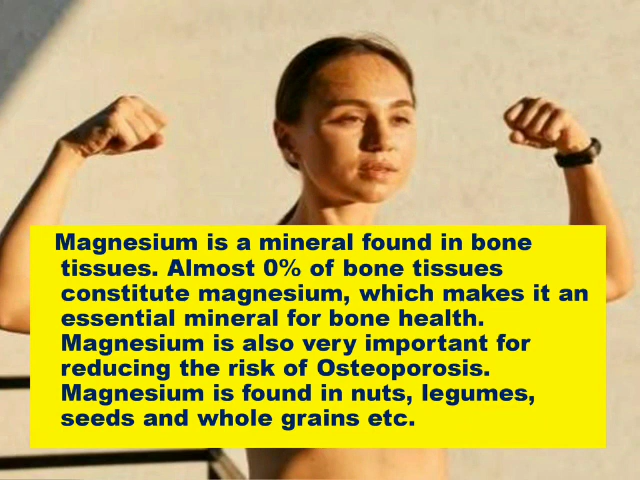 Magnesium is a mineral found in bone
tissues. Almost 0% of bone tissues
constitute magnesium, which makes it an
essential mineral for bone health.
Magnesium is also very important for
reducing the risk of Osteoporosis.
Magnesium is found in nuts, legumes,
seeds and whole grains etc.